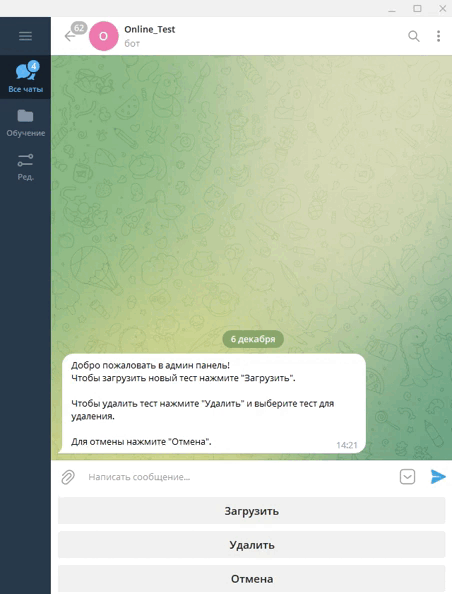 62
Online_Test
О
бот
4
Все чаты
Обучение
Ред.
6 декабря
Добро пожаловать в админ панель!
Чтобы загрузить новый тест нажмите "Загрузить".
Чтобы удалить тест нажмите "Удалить" и выберите тест для
удаления.
Для отмены нажмите "Отмена".
14:21
Написать сообщение...
Загрузить
Удалить
Отмена